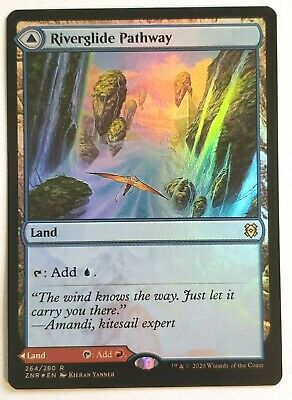 Riverglide Pathway
Land
: Add .
"The wind knows the way. Just let it
carry you there."
—Amandi, kitesail expert
Land : Add
264/280 R
ZNR • EN Kieran Yanner
™ & © 2020 Wizards of the Coast